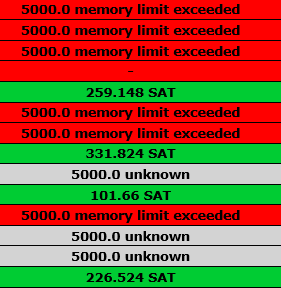 5000.0 memory limit exceeded
5000.0 memory limit exceeded
5000.0 memory limit exceeded
-
259.148 SAT
5000.0 memory limit exceeded
5000.0 memory limit exceeded
331.824 SAT
5000.0 unknown
101.66 SAT
5000.0 memory limit exceeded
5000.0 unknown
5000.0 unknown
226.524 SAT